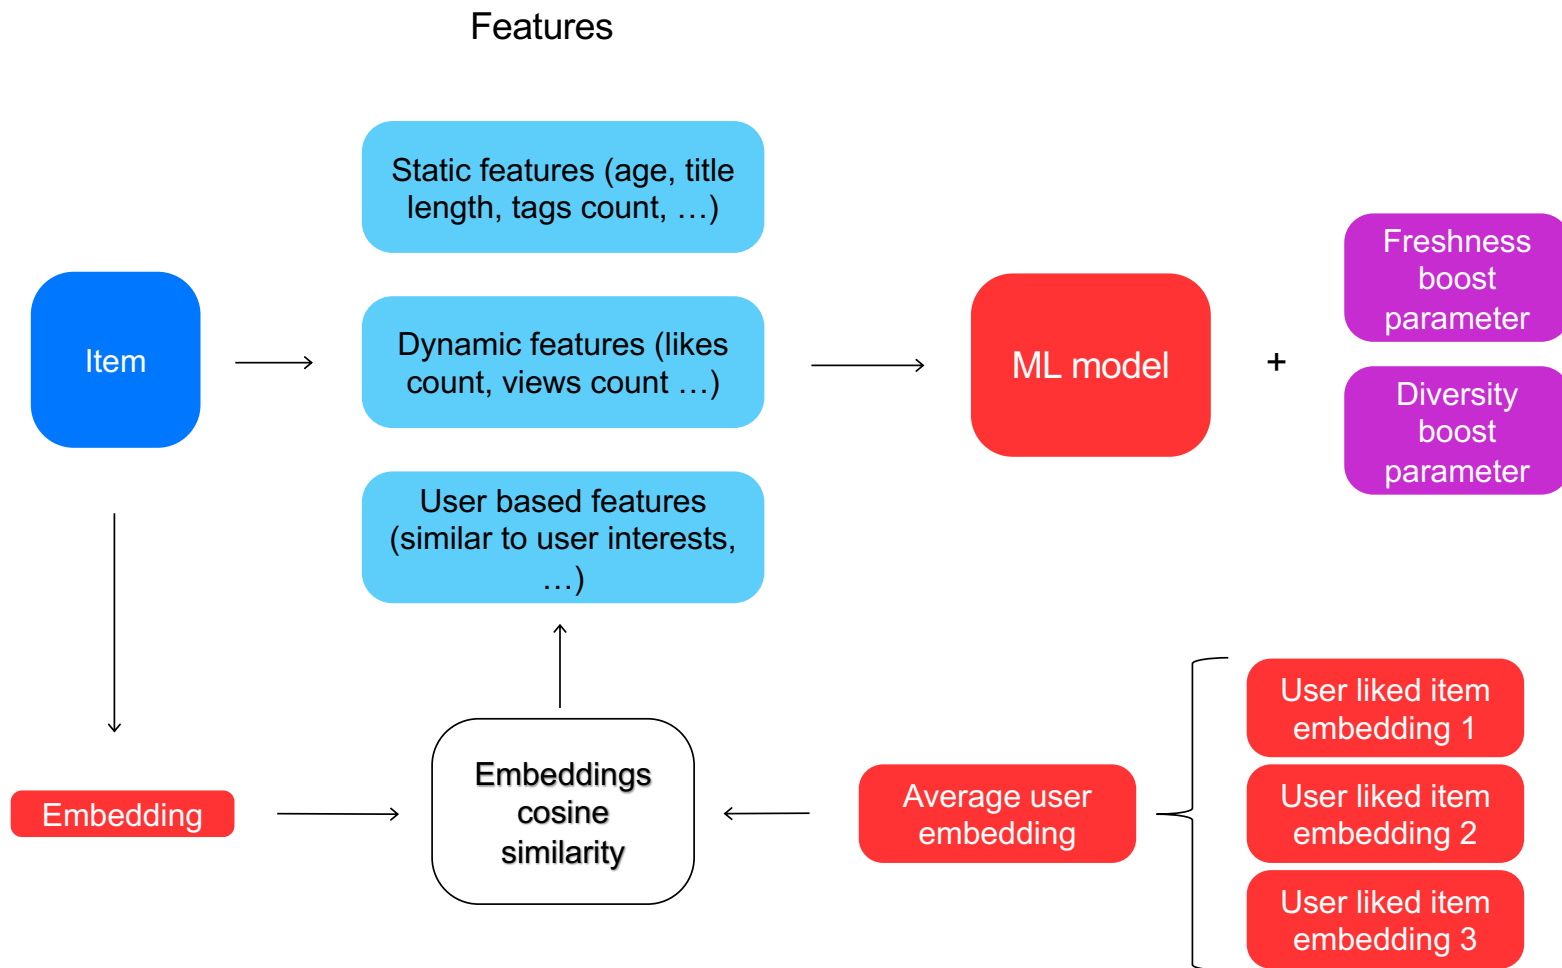 Features
Static features (age, title
length, tags count, …)
Item
Dynamic features (likes
count, views count …)
User based features
(similar to user interests,
…)
ML model
+
Freshness
boost
parameter
Diversity
boost
parameter
Embedding
Embeddings
cosine
similarity
Average user
embedding
User liked item
embedding 1
User liked item
embedding 2
User liked item
embedding 3